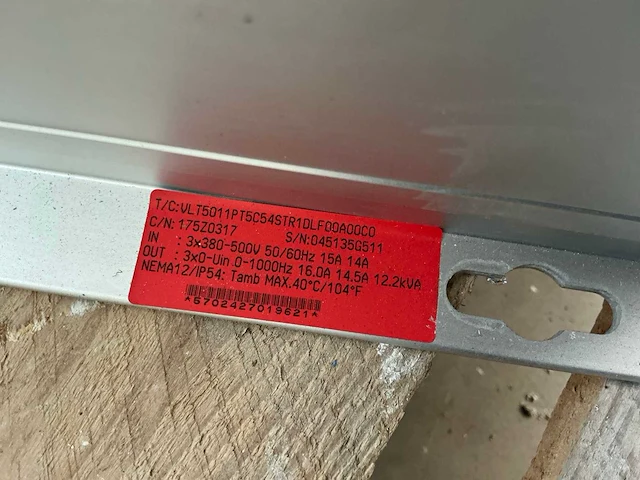 T/C:VLT5011PT5C54STR1DLF00A00C0
C/N: 175Z0317 S/N:045135G511
IN : 3x380-500V 50/60Hz 15A 14A
OUT : 3x0-Uin 0-1000Hz 16.0A 14.5A 12.2kVA
NEMA12/IP54: Tamb MAX.40°C/104°F
*5702427019621*